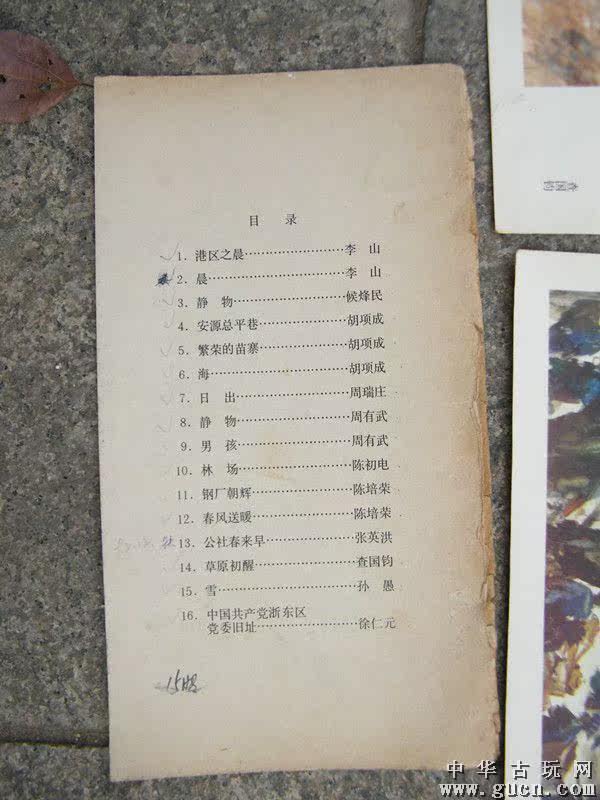 目 录
1. 港区之晨……………………李 山
2. 晨……………………………李 山
3. 静 物………………………候烽民
4. 安源总平巷…………………胡项成
5. 繁荣的苗寨…………………胡项成
6. 海……………………………胡项成
7. 日 出………………………周瑞庄
8. 静 物………………………周有武
9. 男 孩………………………周有武
10. 林 场………………………陈初电
11. 钢厂朝辉……………………陈培荣
12. 春风送暖……………………陈培荣
13. 公社春来早…………………张英洪
14. 草原初醒……………………查国钧
15. 雪……………………………孙 愚
16. 中国共产党浙东区
党委旧址……………………徐仁元
查国钧
中华古玩网
www.gucn.com